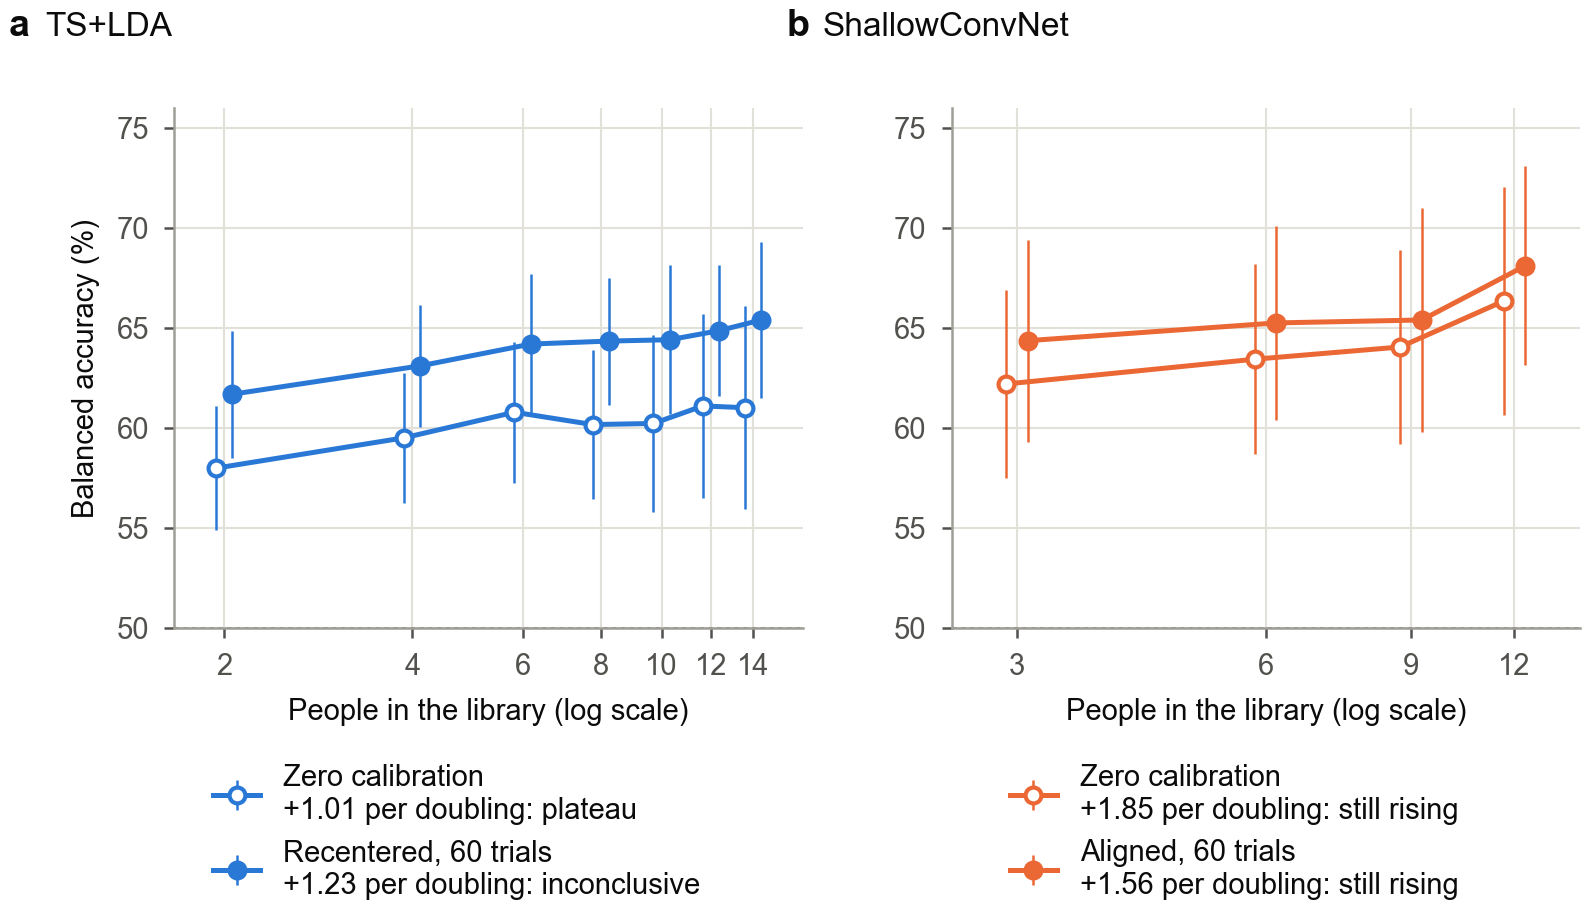 a TS+LDA
75
70
65
60
55
50
Balanced accuracy (%)
2 4 6 8 10 12 14
People in the library (log scale)
Zero calibration
+1.01 per doubling: plateau
Recentered, 60 trials
+1.23 per doubling: inconclusive
b ShallowConvNet
75
70
65
60
55
50
3 6 9 12
People in the library (log scale)
Zero calibration
+1.85 per doubling: still rising
Aligned, 60 trials
+1.56 per doubling: still rising